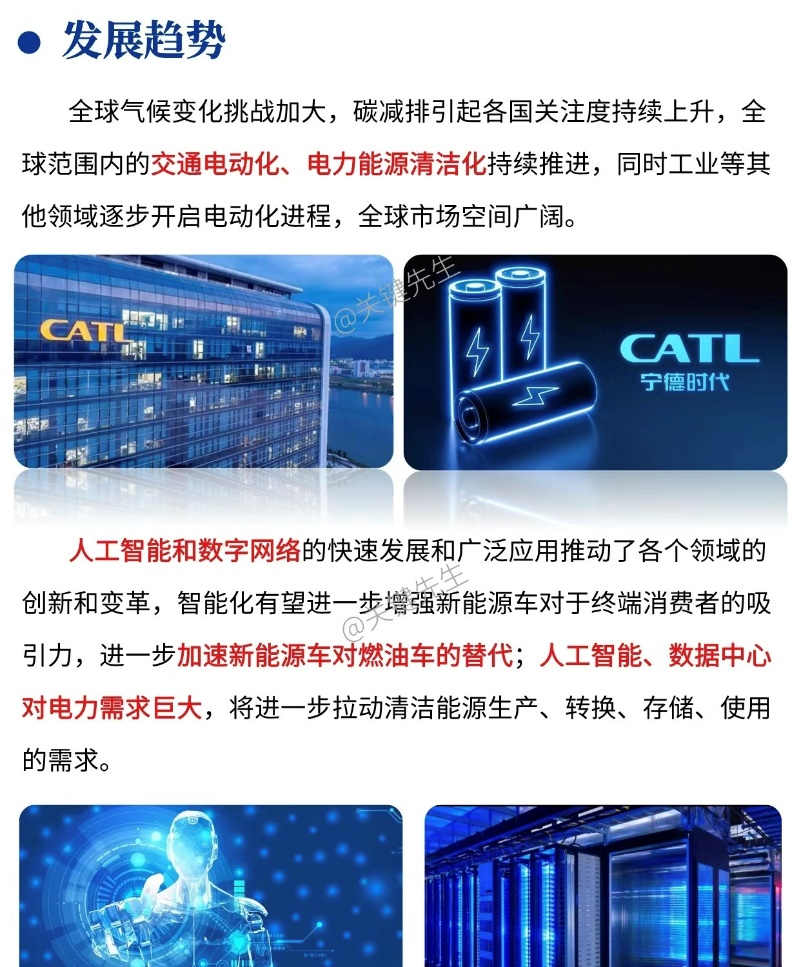 发展趋势
全球气候变化挑战加大，碳减排引起各国关注度持续上升，全
球范围内的交通电动化、电力能源清洁化持续推进，同时工业等其
他领域逐步开启电动化进程，全球市场空间广阔。
@关键先生
CATL
CATL
宁德时代
人工智能和数字网络的快速发展和广泛应用推动了各个领域的
创新和变革，智能化有望进一步增强新能源车对于终端消费者的吸
@关键先生
引力，进一步加速新能源车对燃油车的替代；人工智能、数据中心
对电力需求巨大，将进一步拉动清洁能源生产、转换、存储、使用
的需求。